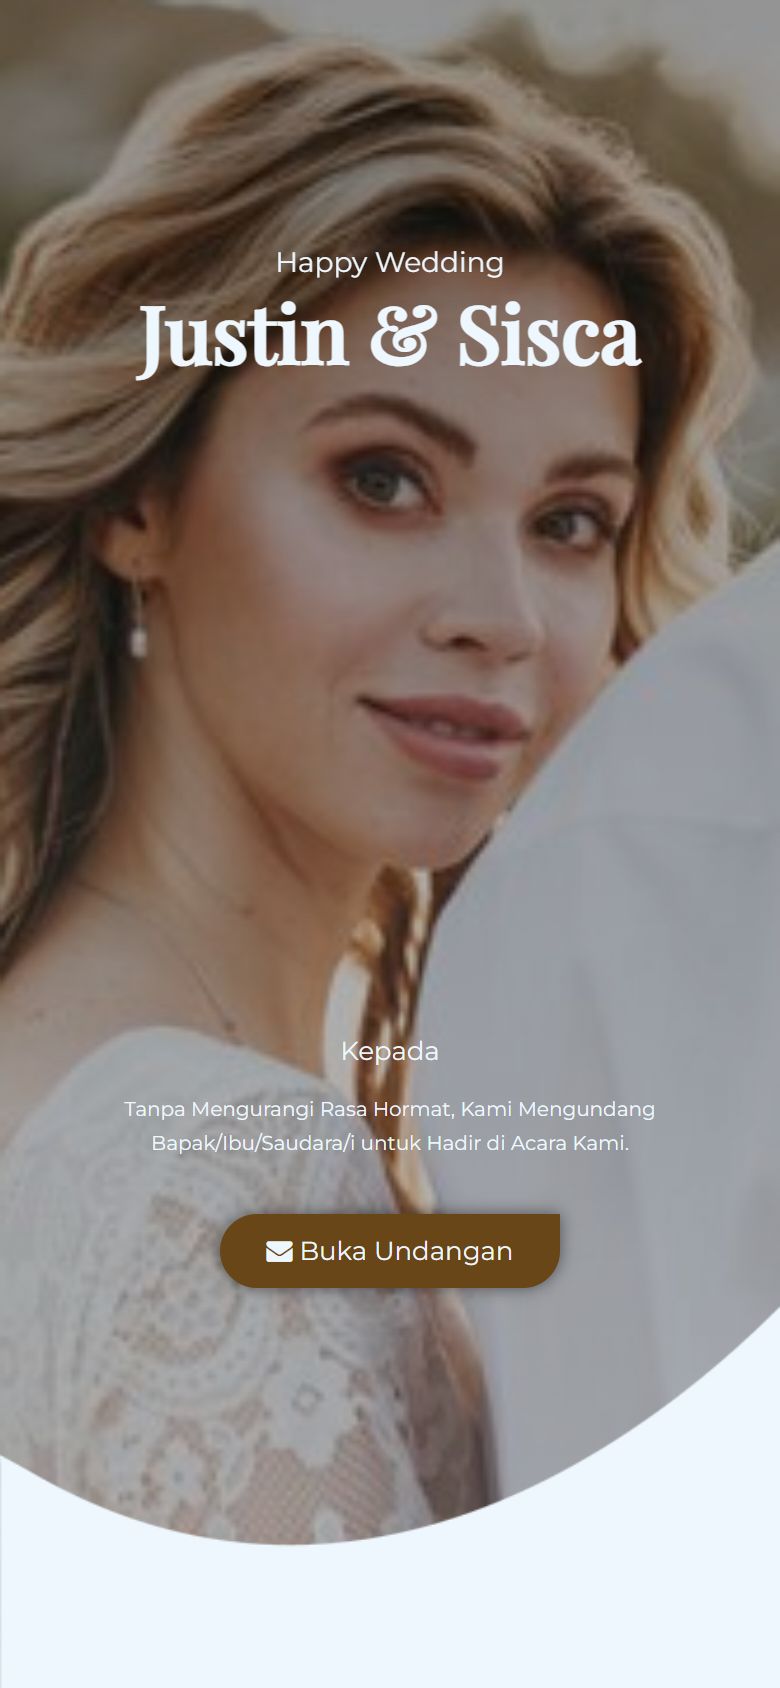 Happy Wedding
Justin & Sisca
Kepada
Tanpa Mengurangi Rasa Hormat, Kami Mengundang
Bapak/Ibu/Saudara/i untuk Hadir di Acara Kami.
Buka Undangan